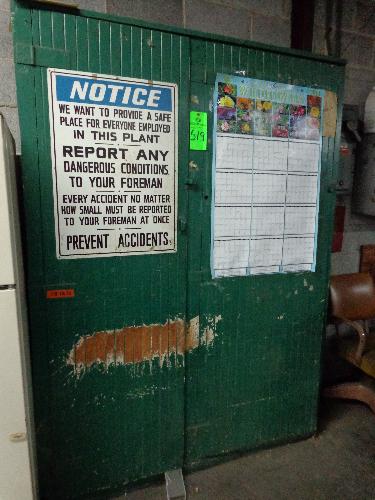 NOTICE
WE WANT TO PROVIDE A SAFE
PLACE FOR EVERYONE EMPLOYED
IN THIS PLANT
REPORT ANY
DANGEROUS CONDITIONS
TO YOUR FOREMAN
EVERY ACCIDENT NO MATTER
HOW SMALL MUST BE REPORTED
TO YOUR FOREMAN AT ONCE
PREVENT ACCIDENTS
519